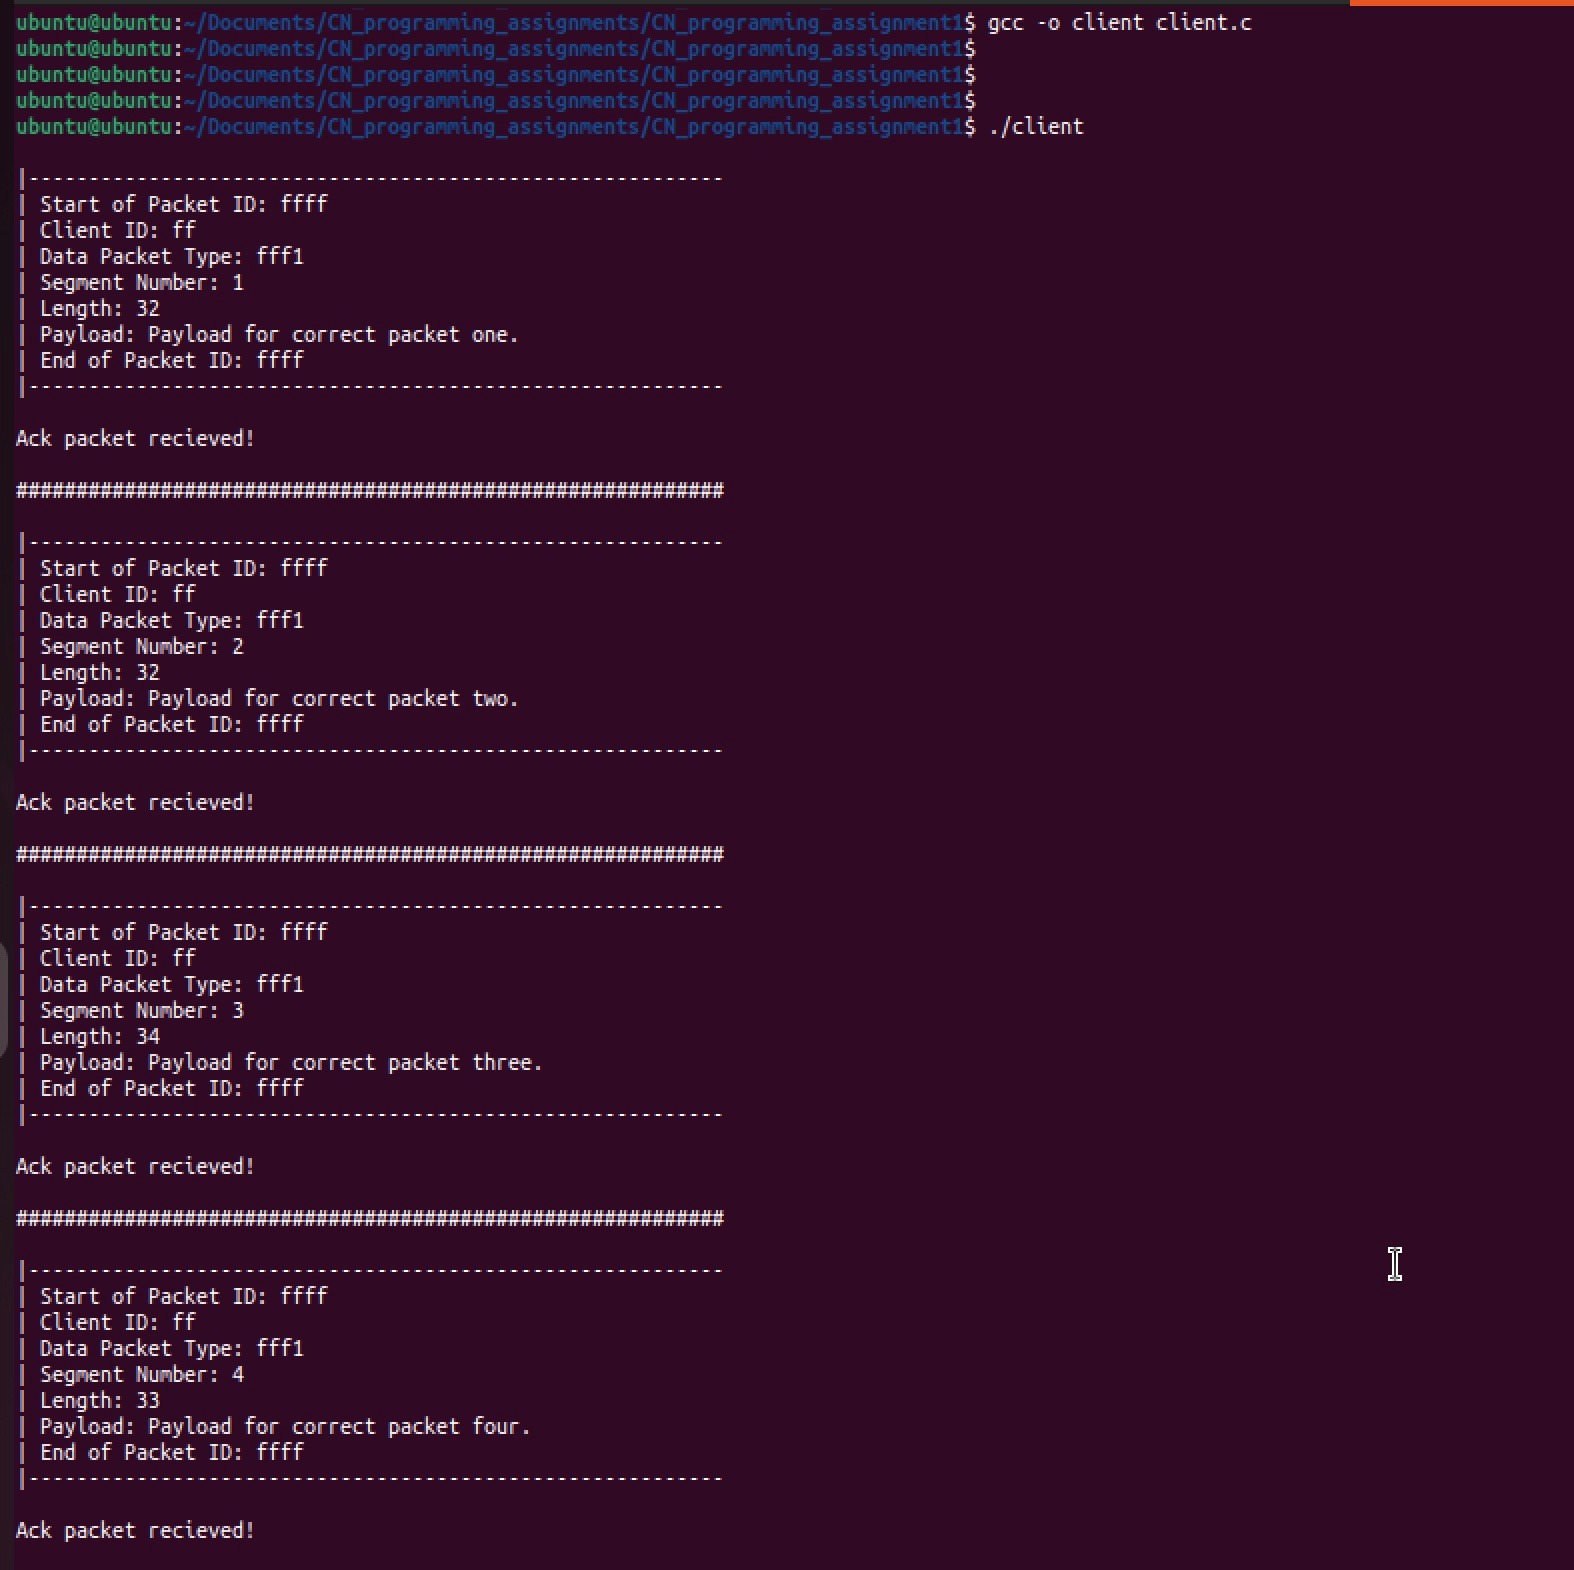 ubuntu@ubuntu:~/Documents/CN_programming_assignments/CN_programming_assignment1$ gcc -o client client.c
ubuntu@ubuntu:~/Documents/CN_programming_assignments/CN_programming_assignment1$
ubuntu@ubuntu:~/Documents/CN_programming_assignments/CN_programming_assignment1$
ubuntu@ubuntu:~/Documents/CN_programming_assignments/CN_programming_assignment1$
ubuntu@ubuntu:~/Documents/CN_programming_assignments/CN_programming_assignment1$ ./client
|----------------------------------------------------------
| Start of Packet ID: ffff
| Client ID: ff
| Data Packet Type: fff1
| Segment Number: 1
| Length: 32
| Payload: Payload for correct packet one.
| End of Packet ID: ffff
|----------------------------------------------------------
Ack packet recieved!
###########################################################
|----------------------------------------------------------
| Start of Packet ID: ffff
| Client ID: ff
| Data Packet Type: fff1
| Segment Number: 2
| Length: 32
| Payload: Payload for correct packet two.
| End of Packet ID: ffff
|----------------------------------------------------------
Ack packet recieved!
###########################################################
|----------------------------------------------------------
| Start of Packet ID: ffff
| Client ID: ff
| Data Packet Type: fff1
| Segment Number: 3
| Length: 34
| Payload: Payload for correct packet three.
| End of Packet ID: ffff
|----------------------------------------------------------
Ack packet recieved!
###########################################################
|----------------------------------------------------------
| Start of Packet ID: ffff
| Client ID: ff
| Data Packet Type: fff1
| Segment Number: 4
| Length: 33
| Payload: Payload for correct packet four.
| End of Packet ID: ffff
|----------------------------------------------------------
Ack packet recieved!